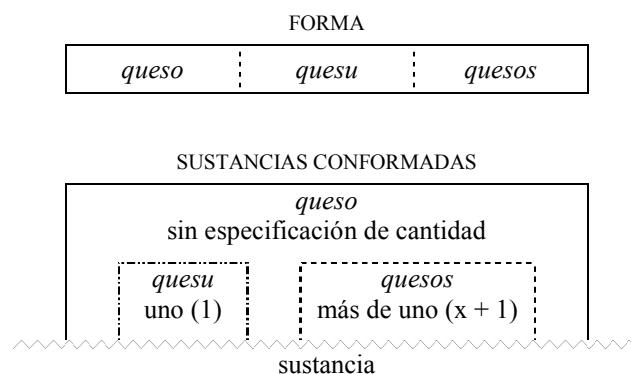 FORMA
queso quesu quesos
SUSTANCIAS CONFORMADAS
queso
sin especificación de cantidad
quesu quesos
uno (1) más de uno (x + 1)
sustancia